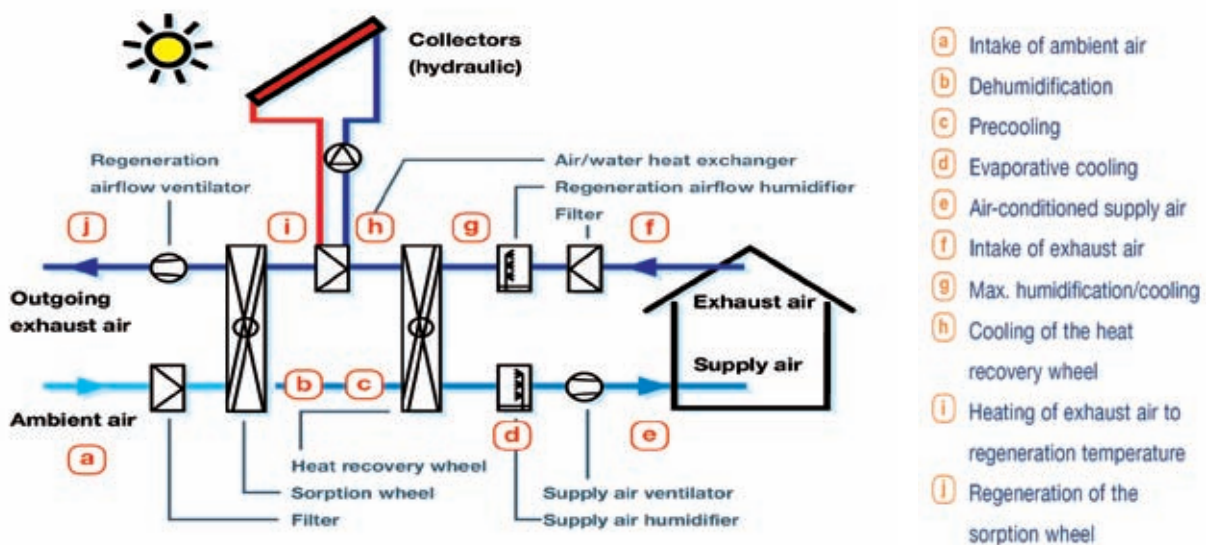 Collectors
(hydraulic)
Regeneration
airflow ventilator
Air/water heat exchanger
Regeneration airflow humidifier
Filter
j
i
h
g
f
Outgoing
exhaust air
Exhaust air
Supply air
Ambient air
a
b
c
d
e
Heat recovery wheel
Sorption wheel
Filter
Supply air ventilator
Supply air humidifier
a Intake of ambient air
b Dehumidification
c Precooling
d Evaporative cooling
e Air-conditioned supply air
f Intake of exhaust air
g Max. humidification/cooling
h Cooling of the heat
recovery wheel
i Heating of exhaust air to
regeneration temperature
j Regeneration of the
sorption wheel